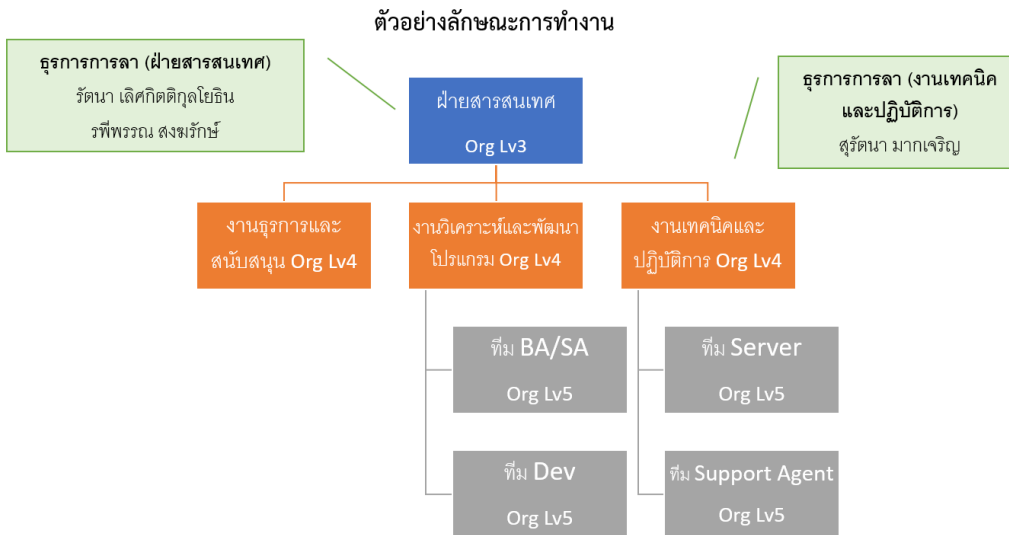 ตัวอย่างลักษณะการทำงาน
ธุรการการลา (ฝ่ายสารสนเทศ)
รัตนา เลิศกิตติกุลโยธิน
รพีพรรณ สงฆรักษ์
ธุรการการลา (งานเทคนิค
และปฏิบัติการ)
สุรัตนา มากเจริญ
ฝ่ายสารสนเทศ
Org Lv3
งานธุรการและ
สนับสนุน Org Lv4
งานวิเคราะห์และพัฒนา
โปรแกรม Org Lv4
งานเทคนิคและ
ปฏิบัติการ Org Lv4
ทีม BA/SA
Org Lv5
ทีม Server
Org Lv5
ทีม Dev
Org Lv5
ทีม Support Agent
Org Lv5